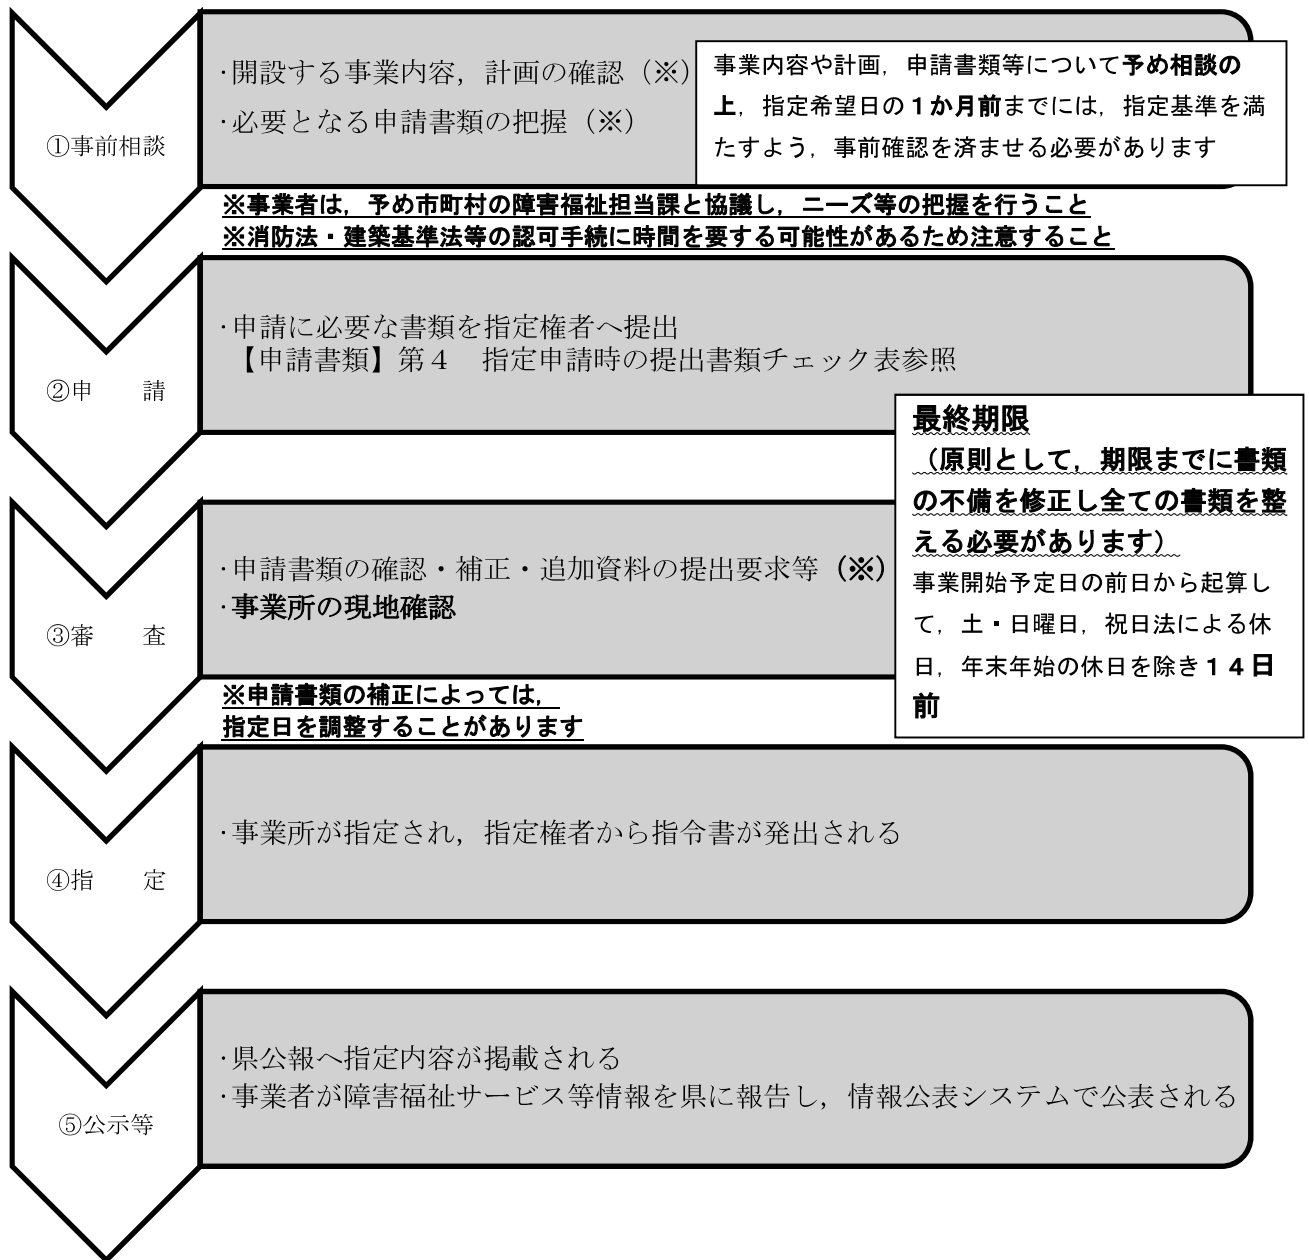 ①事前相談
・開設する事業内容，計画の確認（※）
・必要となる申請書類の把握（※）
事業内容や計画，申請書類等について予め相談の
上，指定希望日の１か月前までには，指定基準を満
たすよう，事前確認を済ませる必要があります
※事業者は，予め市町村の障害福祉担当課と協議し，ニーズ等の把握を行うこと
※消防法・建築基準法等の認可手続に時間を要する可能性があるため注意すること
②申　　請
・申請に必要な書類を指定権者へ提出
【申請書類】第４　指定申請時の提出書類チェック表参照
最終期限
（原則として，期限までに書類
の不備を修正し全ての書類を整
える必要があります）
事業開始予定日の前日から起算し
て，土・日曜日，祝日法による休
日，年末年始の休日を除き１４日
前
③審　　査
・申請書類の確認・補正・追加資料の提出要求等（※）
・事業所の現地確認
※申請書類の補正によっては，
指定日を調整することがあります
④指　　定
・事業所が指定され，指定権者から指令書が発出される
⑤公示等
・県公報へ指定内容が掲載される
・事業者が障害福祉サービス等情報を県に報告し，情報公表システムで公表される